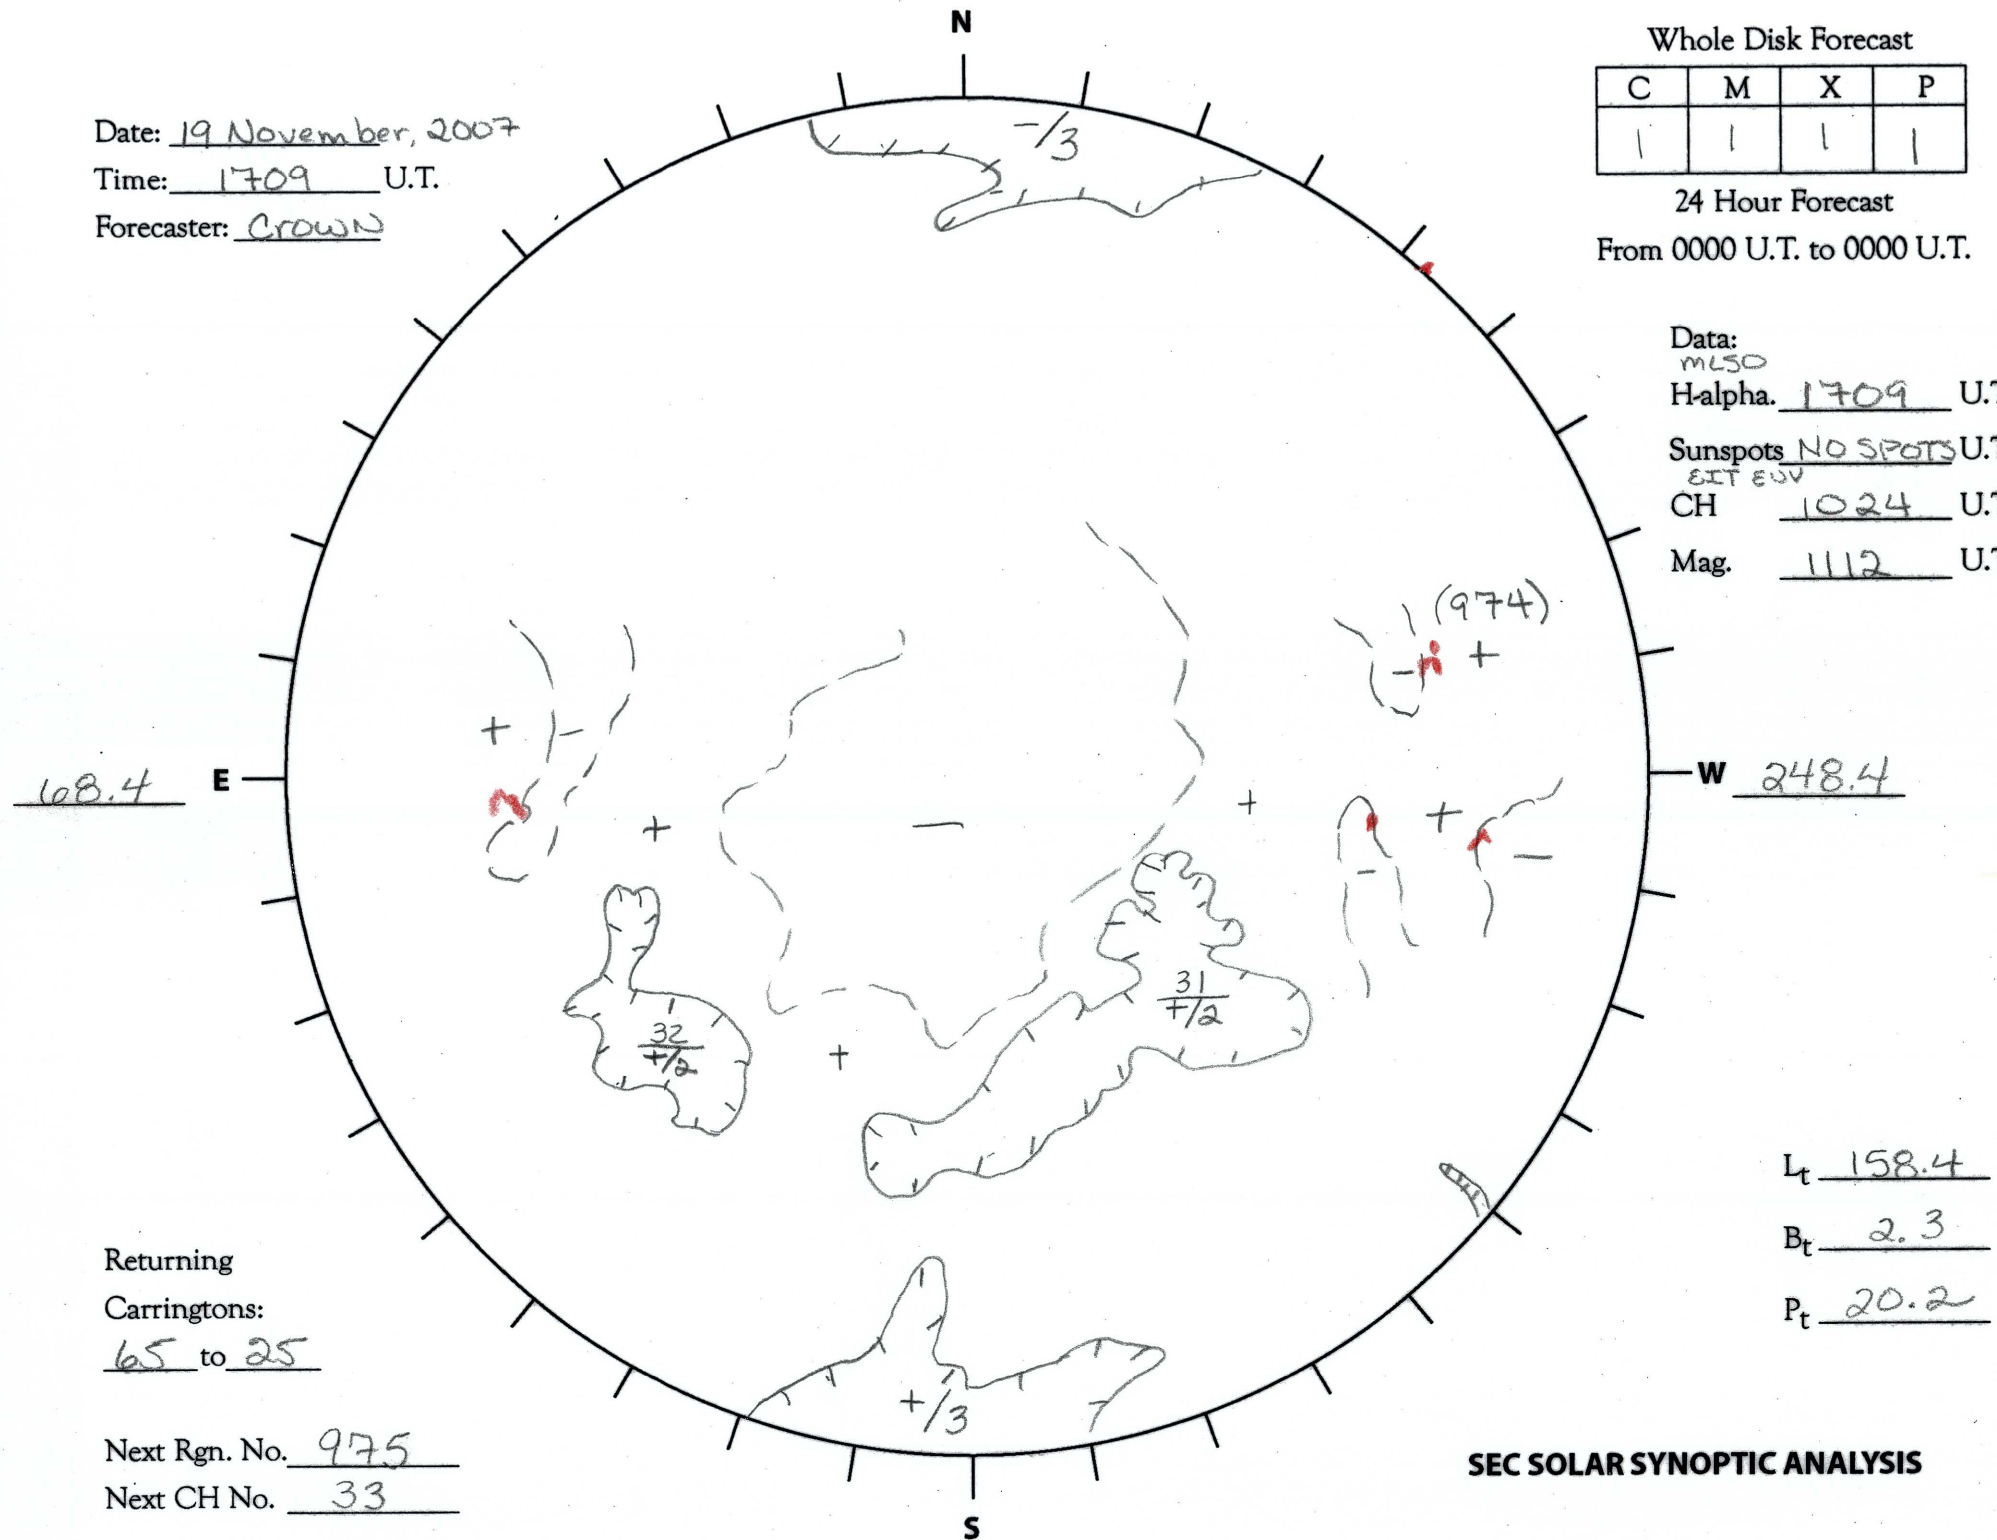 N
Whole Disk Forecast
C M X P
1 1 1 1
24 Hour Forecast
From 0000 U.T. to 0000 U.T.
Date: 19 November, 2007
Time: 1709 U.T.
Forecaster: Crown
-/3
Data:
MLSO
H-alpha. 1709 U.T
Sunspots NO SPOTS U.T
EIT EUV
CH 1024 U.T
Mag. 1112 U.T
(974)
- +
+ -
68.4 E
W 248.4
+ - + + -
-
31
+/2
32
+/2
+
Lt 158.4
Bt 2.3
Pt 20.2
Returning
Carringtons:
65 to 25
+/3
Next Rgn. No. 975
Next CH No. 33
SEC SOLAR SYNOPTIC ANALYSIS
S